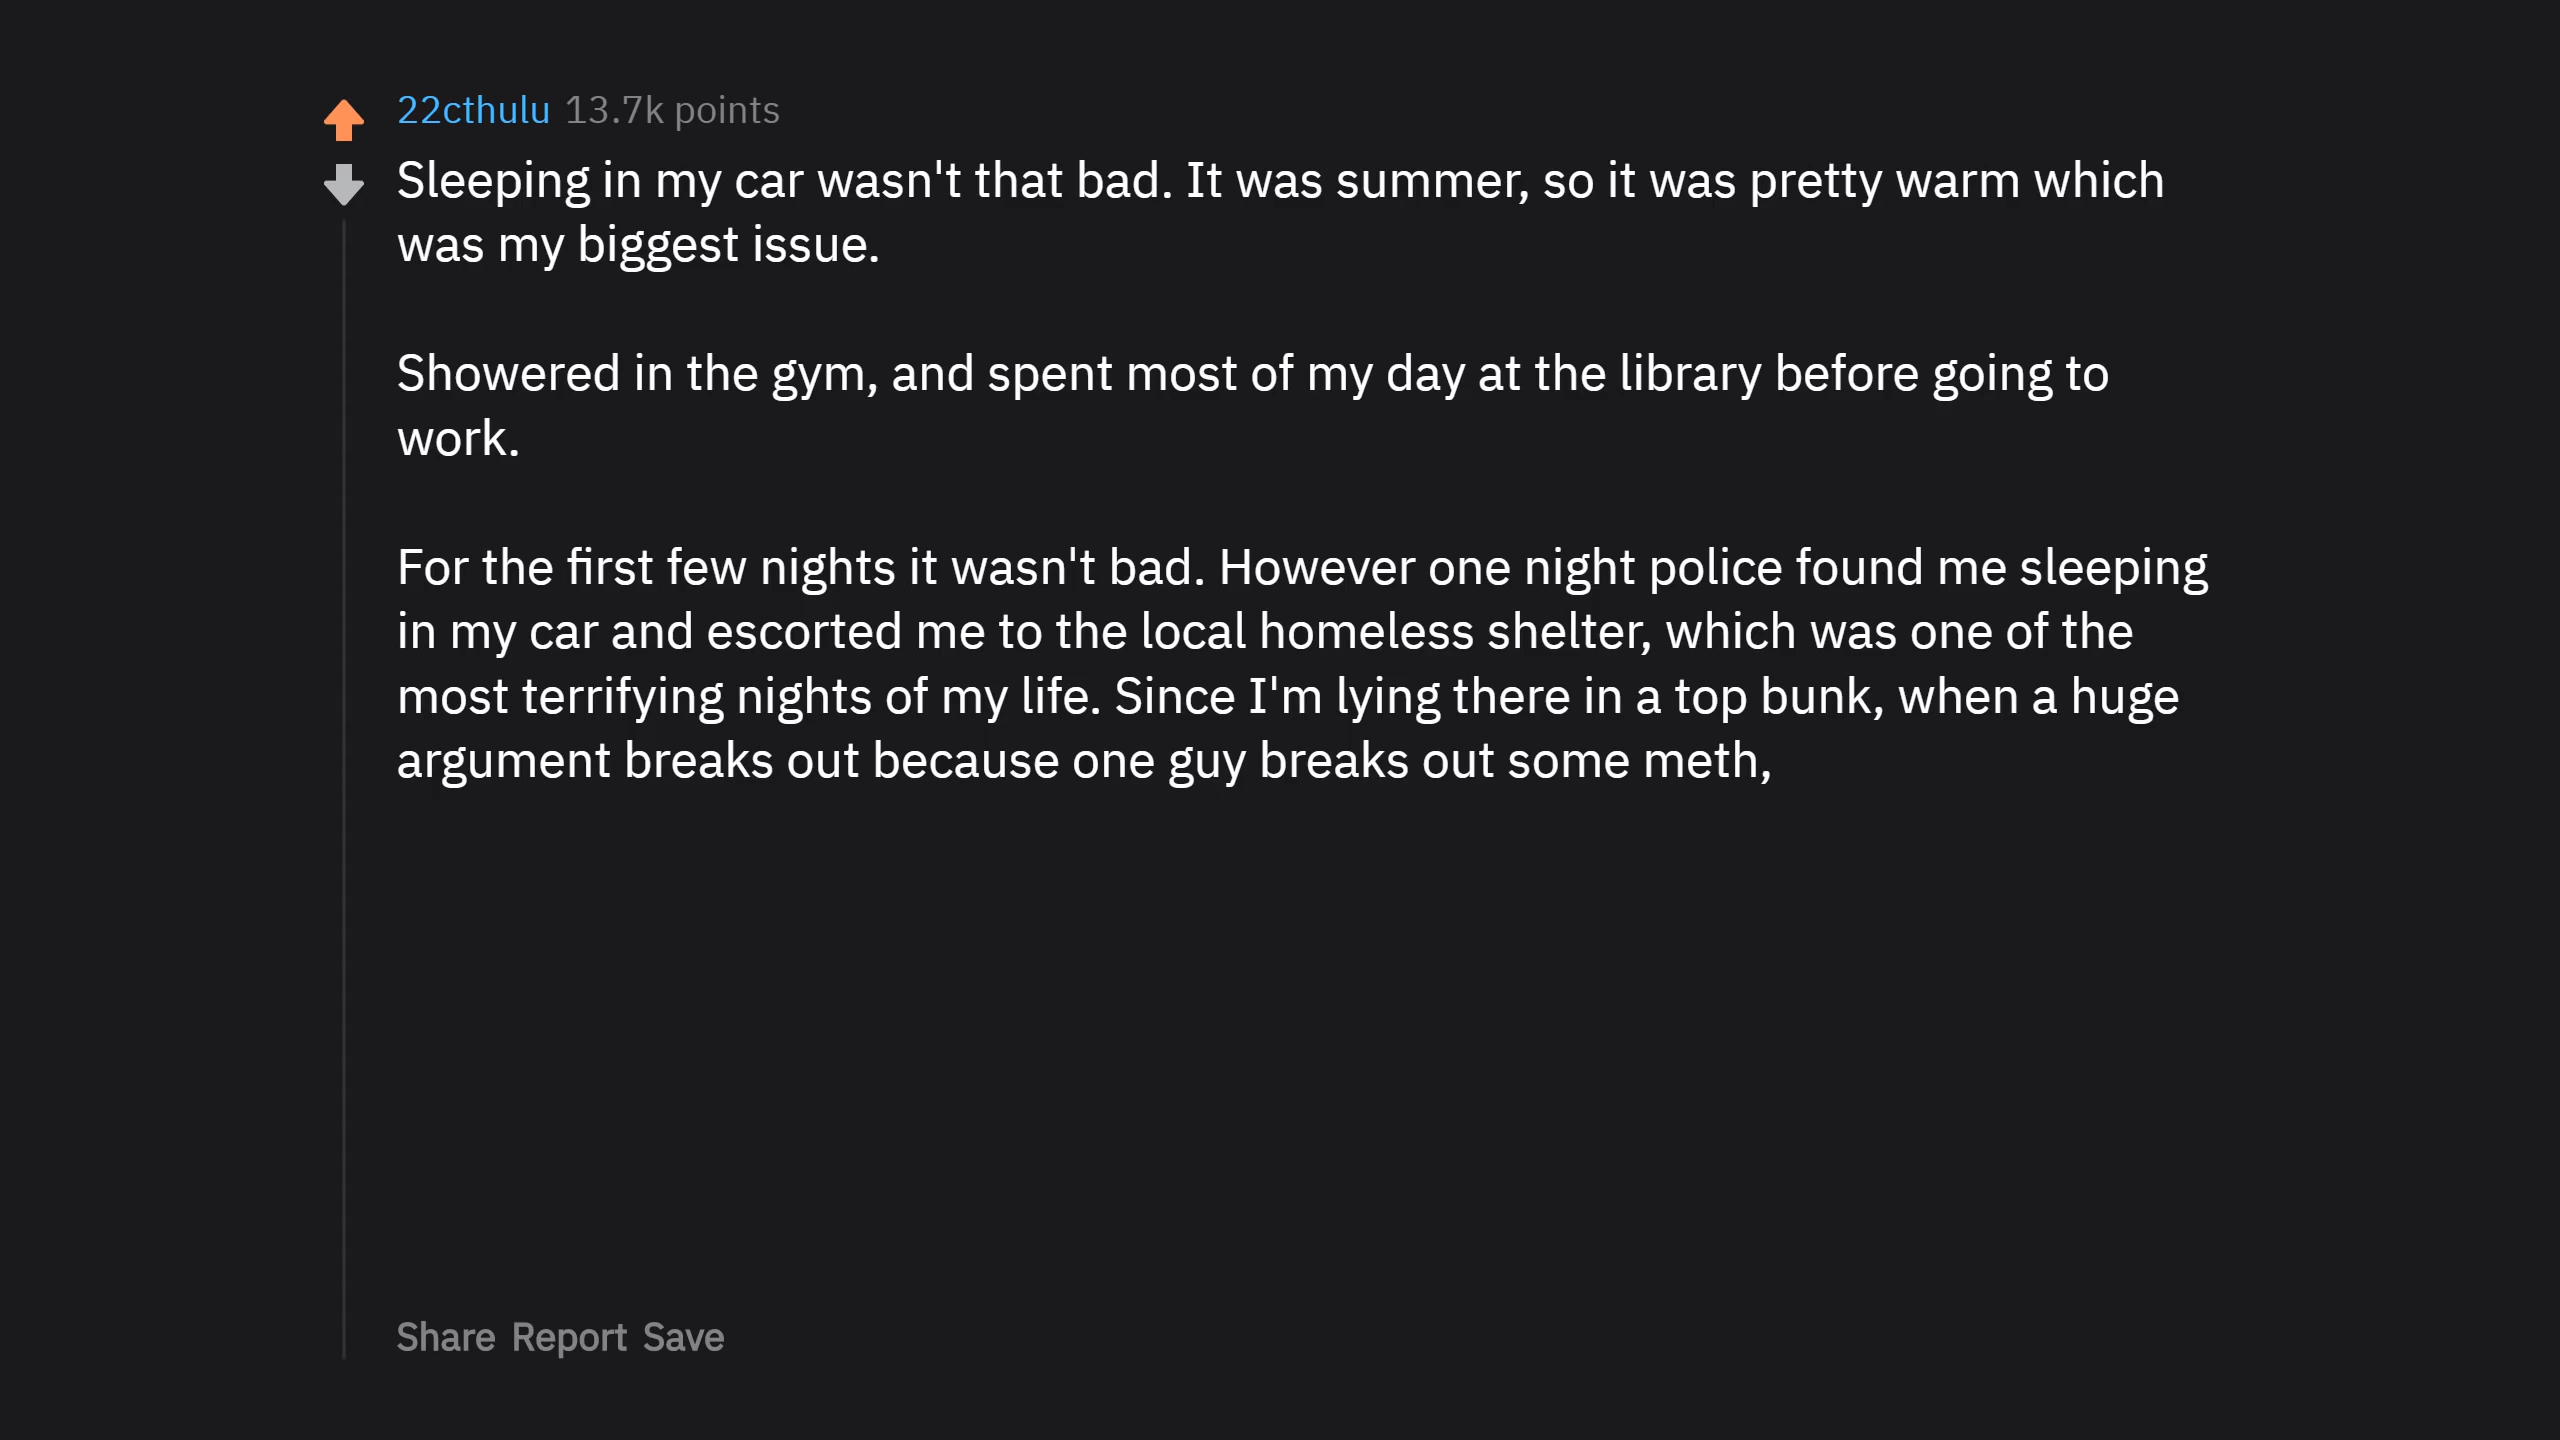 22cthulu 13.7k points
Sleeping in my car wasn't that bad. It was summer, so it was pretty warm which
was my biggest issue.
Showered in the gym, and spent most of my day at the library before going to
work.
For the first few nights it wasn't bad. However one night police found me sleeping
in my car and escorted me to the local homeless shelter, which was one of the
most terrifying nights of my life. Since I'm lying there in a top bunk, when a huge
argument breaks out because one guy breaks out some meth,
Share Report Save